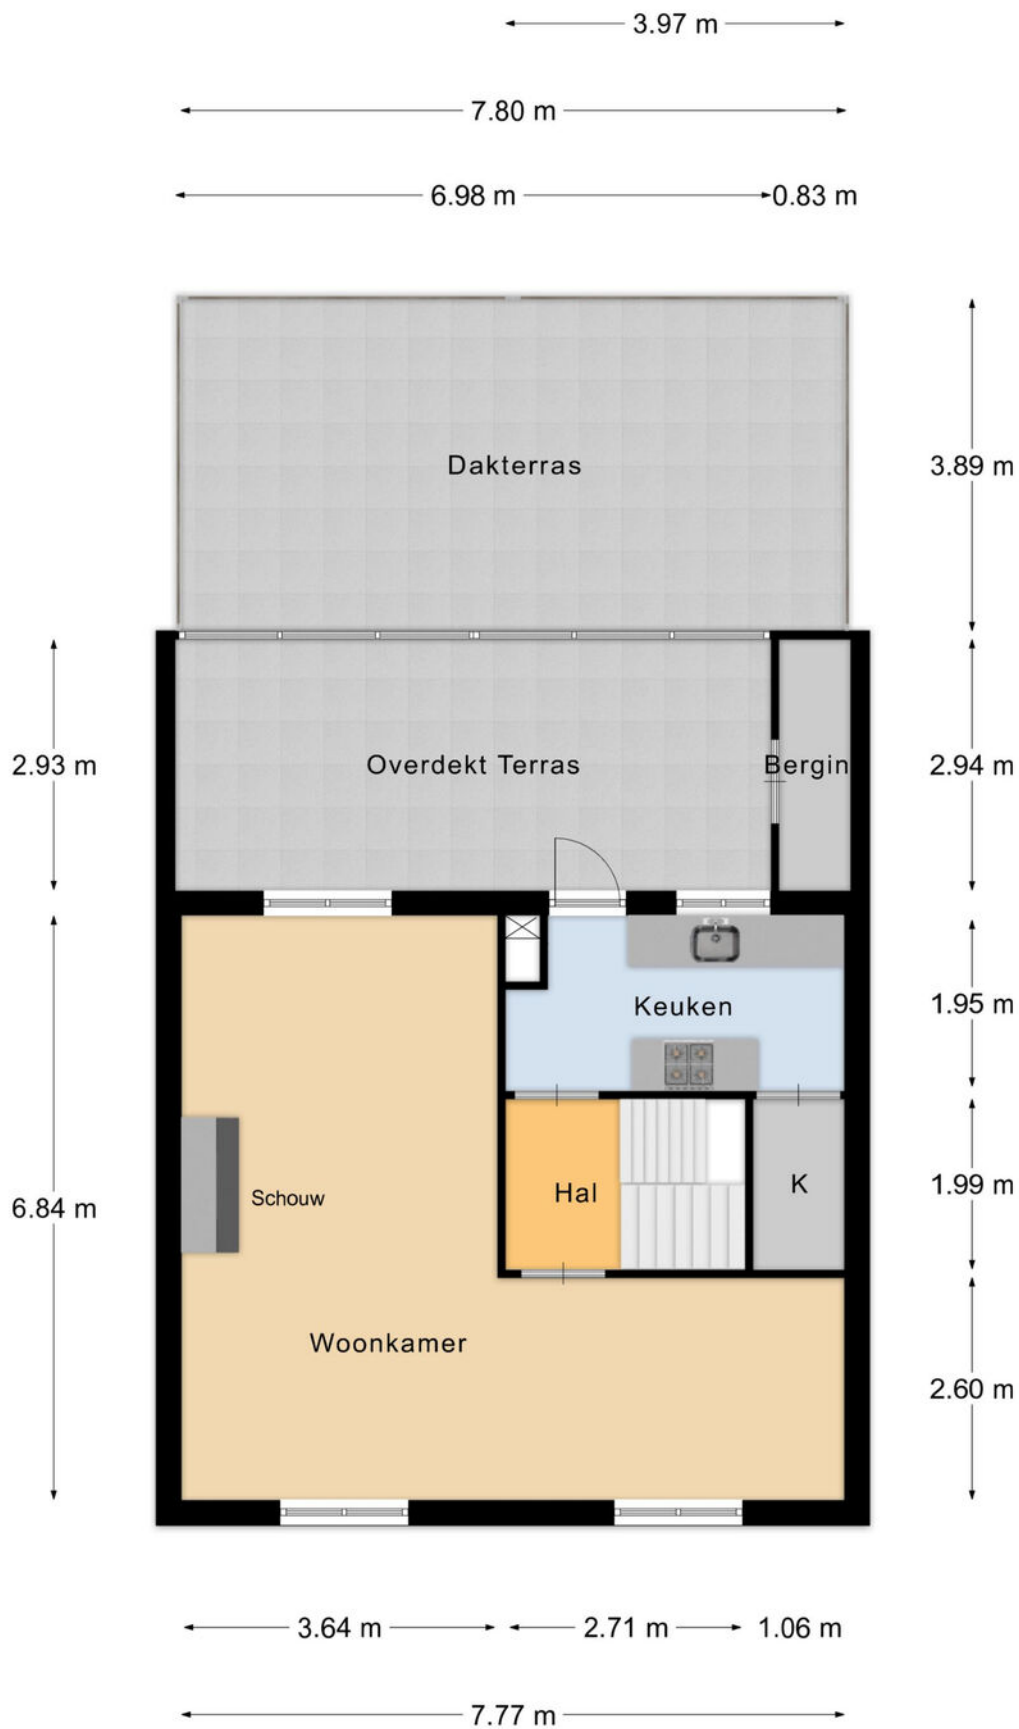 3.97 m
7.80 m
6.98 m
0.83 m
Dakterras
3.89 m
2.93 m
Overdekt Terras
Bergin
2.94 m
Keuken
1.95 m
6.84 m
Schouw
Hal
K
1.99 m
Woonkamer
2.60 m
3.64 m
2.71 m
1.06 m
7.77 m